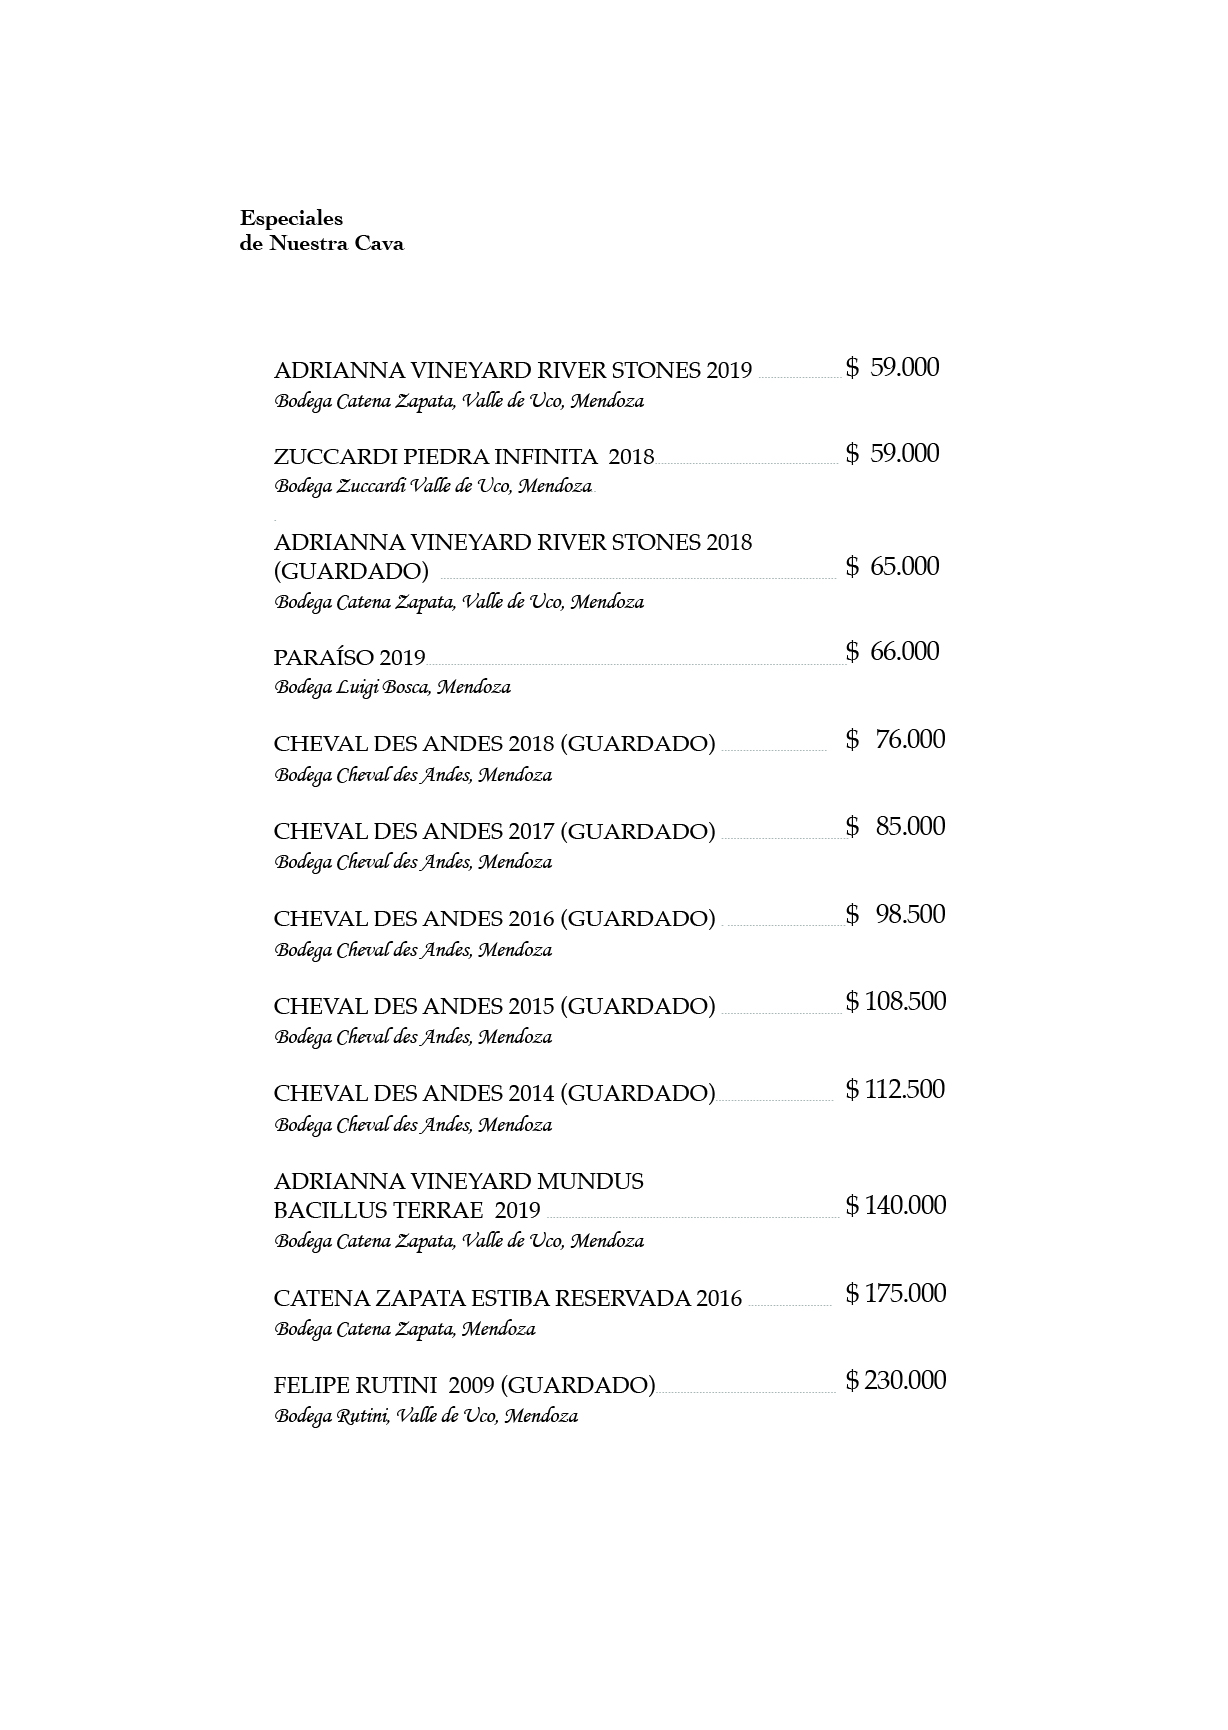 Especiales
de Nuestra Cava
ADRIANNA VINEYARD RIVER STONES 2019 $ 59.000
Bodega Catena Zapata, Valle de Uco, Mendoza
ZUCCARDI PIEDRA INFINITA 2018 $ 59.000
Bodega Zuccardi Valle de Uco, Mendoza
ADRIANNA VINEYARD RIVER STONES 2018
(GUARDADO) $ 65.000
Bodega Catena Zapata, Valle de Uco, Mendoza
PARAÍSO 2019 $ 66.000
Bodega Luigi Bosca, Mendoza
CHEVAL DES ANDES 2018 (GUARDADO) $ 76.000
Bodega Cheval des Andes, Mendoza
CHEVAL DES ANDES 2017 (GUARDADO) $ 85.000
Bodega Cheval des Andes, Mendoza
CHEVAL DES ANDES 2016 (GUARDADO) $ 98.500
Bodega Cheval des Andes, Mendoza
CHEVAL DES ANDES 2015 (GUARDADO) $ 108.500
Bodega Cheval des Andes, Mendoza
CHEVAL DES ANDES 2014 (GUARDADO) $ 112.500
Bodega Cheval des Andes, Mendoza
ADRIANNA VINEYARD MUNDUS
BACILLUS TERRAE 2019 $ 140.000
Bodega Catena Zapata, Valle de Uco, Mendoza
CATENA ZAPATA ESTIBA RESERVADA 2016 $ 175.000
Bodega Catena Zapata, Mendoza
FELIPE RUTINI 2009 (GUARDADO) $ 230.000
Bodega Rutini, Valle de Uco, Mendoza